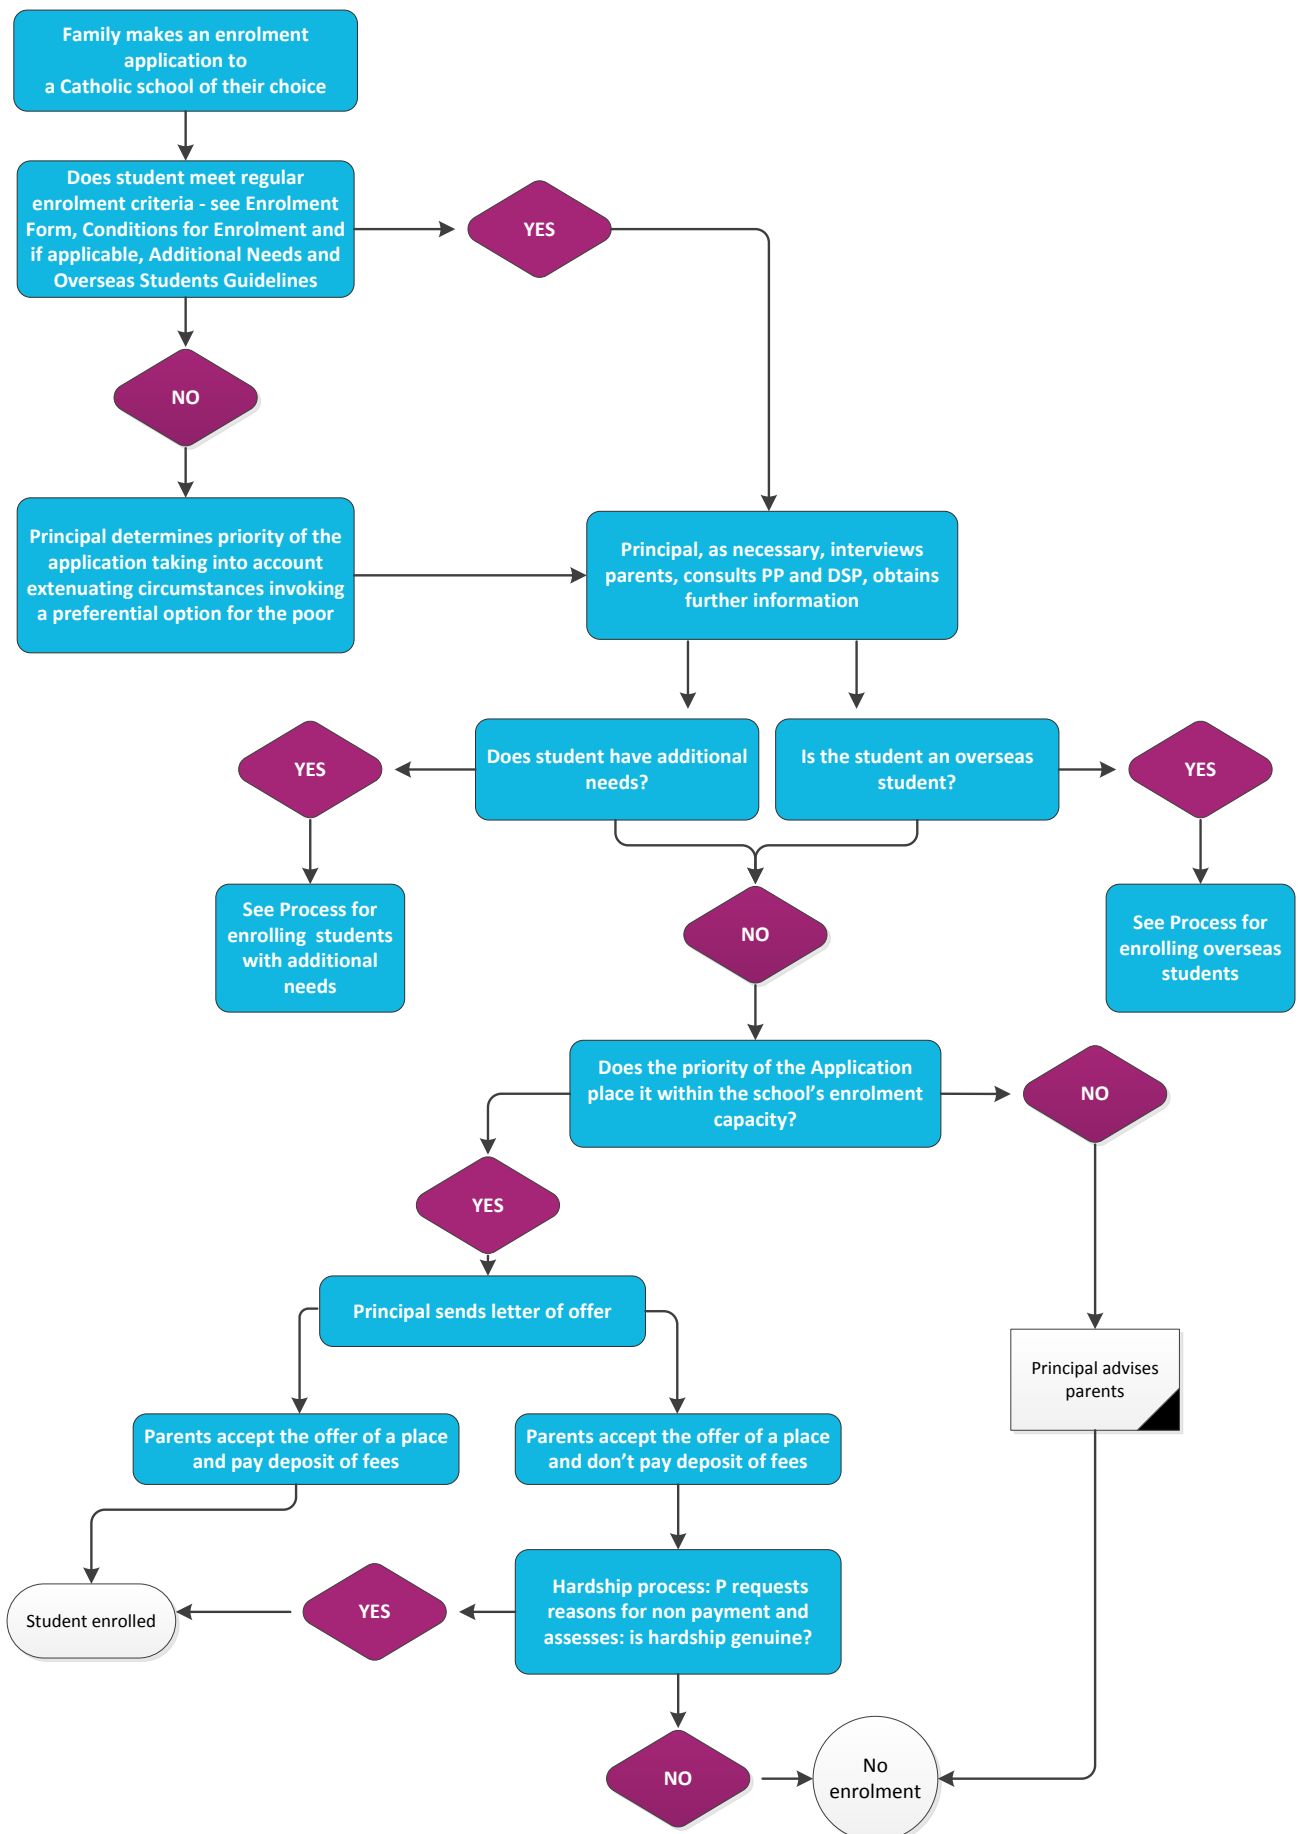 Family makes an enrolment
application to
a Catholic school of their choice
Does student meet regular
enrolment criteria - see Enrolment
Form, Conditions for Enrolment and
if applicable, Additional Needs and
Overseas Students Guidelines
YES
NO
Principal determines priority of the
application taking into account
extenuating circumstances invoking
a preferential option for the poor
Principal, as necessary, interviews
parents, consults PP and DSP, obtains
further information
YES
Does student have additional
needs?
Is the student an overseas
student?
YES
See Process for
enrolling students
with additional
needs
NO
See Process for
enrolling overseas
students
Does the priority of the Application
place it within the school's enrolment
capacity?
NO
YES
Principal sends letter of offer
Principal advises
parents
Parents accept the offer of a place
and pay deposit of fees
Parents accept the offer of a place
and don't pay deposit of fees
Student enrolled
YES
Hardship process: P requests
reasons for non payment and
assesses: is hardship genuine?
NO
No
enrolment